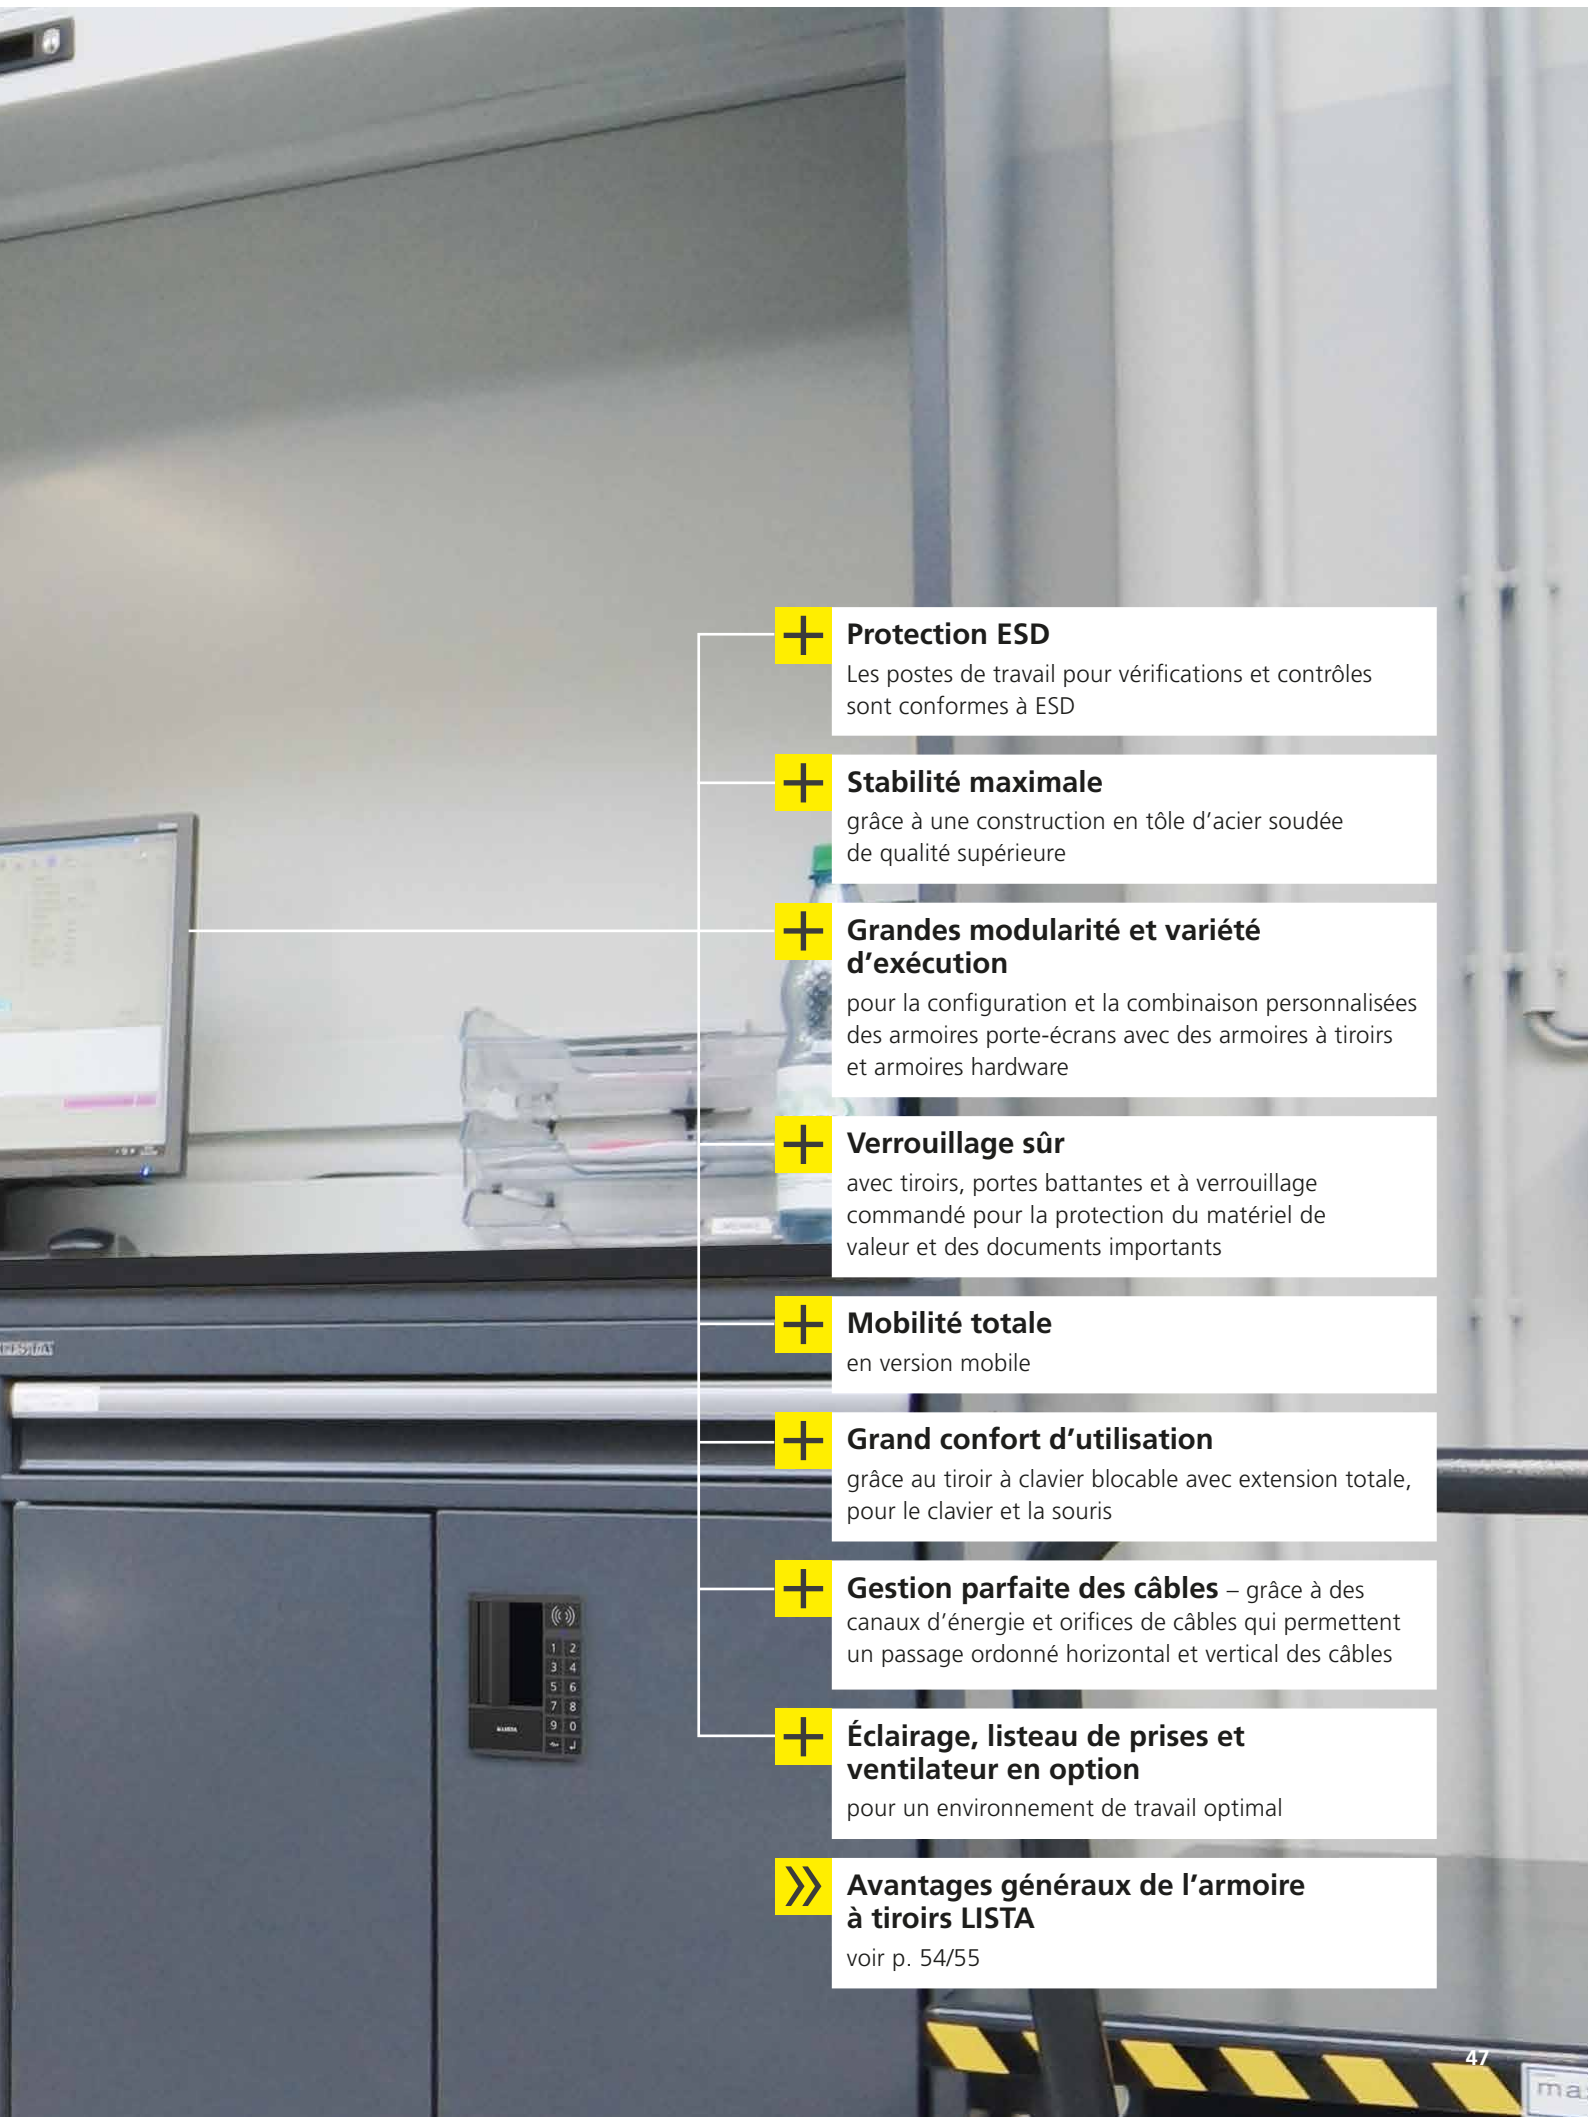 Protection ESD
Les postes de travail pour vérifications et contrôles
sont conformes à ESD
Stabilité maximale
grâce à une construction en tôle d’acier soudée
de qualité supérieure
Grandes modularité et variété
d’exécution
pour la configuration et la combinaison personnalisées
des armoires porte-écrans avec des armoires à tiroirs
et armoires hardware
Verrouillage sûr
avec tiroirs, portes battantes et à verrouillage
commandé pour la protection du matériel de
valeur et des documents importants
Mobilité totale
en version mobile
LISTA
Grand confort d’utilisation
grâce au tiroir à clavier blocable avec extension totale,
pour le clavier et la souris
Gestion parfaite des câbles – grâce à des
canaux d’énergie et orifices de câbles qui permettent
un passage ordonné horizontal et vertical des câbles
1 2
3 4
5 6
7 8
9 0
LISTA
Éclairage, listeau de prises et
ventilateur en option
pour un environnement de travail optimal
Avantages généraux de l’armoire
à tiroirs LISTA
voir p. 54/55
47
ma